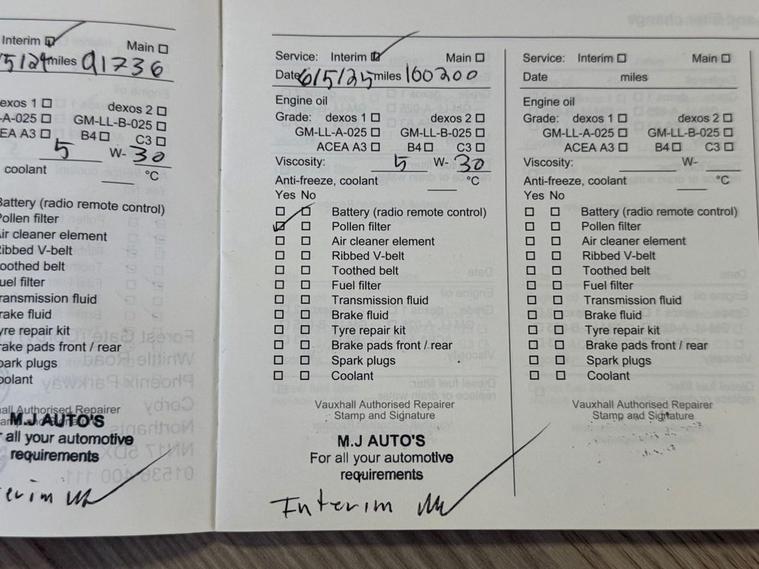 Interim ☑ Main ☐
5/24 miles 91736
exos 1 ☐ dexos 2 ☐
-A-025 ☐ GM-LL-B-025 ☐
EA A3 ☐ B4 ☐ C3 ☐
5 W- 30
coolant °C
Battery (radio remote control)
Pollen filter
Air cleaner element
Ribbed V-belt
Toothed belt
uel filter
ransmission fluid
rake fluid
yre repair kit
rake pads front / rear
park plugs
oolant
all Authorised Repairer
M.J AUTO'S
all your automotive
requirements
erim
Service: Interim ☑ Main ☐
Date 6/5/25 miles 100200
Engine oil
Grade: dexos 1 ☐ dexos 2 ☐
GM-LL-A-025 ☐ GM-LL-B-025 ☐
ACEA A3 ☐ B4 ☐ C3 ☐
Viscosity: 5 W- 30
Anti-freeze, coolant °C
Yes No
☐ ☐ Battery (radio remote control)
☑ ☐ Pollen filter
☐ ☐ Air cleaner element
☐ ☐ Ribbed V-belt
☐ ☐ Toothed belt
☐ ☐ Fuel filter
☐ ☐ Transmission fluid
☐ ☐ Brake fluid
☐ ☐ Tyre repair kit
☐ ☐ Brake pads front / rear
☐ ☐ Spark plugs
☐ ☐ Coolant
Vauxhall Authorised Repairer
Stamp and Signature
M.J AUTO'S
For all your automotive
requirements
Interim
Service: Interim ☐ Main ☐
Date miles
Engine oil
Grade: dexos 1 ☐ dexos 2 ☐
GM-LL-A-025 ☐ GM-LL-B-025 ☐
ACEA A3 ☐ B4 ☐ C3 ☐
Viscosity: W-
Anti-freeze, coolant °C
Yes No
☐ ☐ Battery (radio remote control)
☐ ☐ Pollen filter
☐ ☐ Air cleaner element
☐ ☐ Ribbed V-belt
☐ ☐ Toothed belt
☐ ☐ Fuel filter
☐ ☐ Transmission fluid
☐ ☐ Brake fluid
☐ ☐ Tyre repair kit
☐ ☐ Brake pads front / rear
☐ ☐ Spark plugs
☐ ☐ Coolant
Vauxhall Authorised Repairer
Stamp and Signature